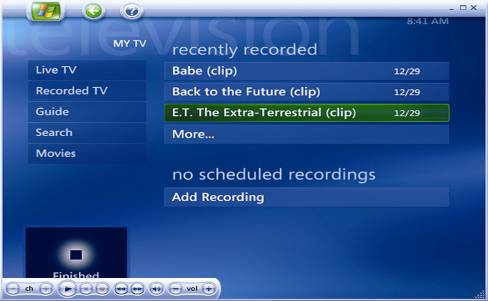 television
8:41 AM
MY TV
recently recorded
Live TV
Babe (clip) 12/29
Recorded TV
Back to the Future (clip) 12/29
Guide
E.T. The Extra-Terrestrial (clip) 12/29
Search
More...
Movies
no scheduled recordings
Add Recording
Finished
ch
vol